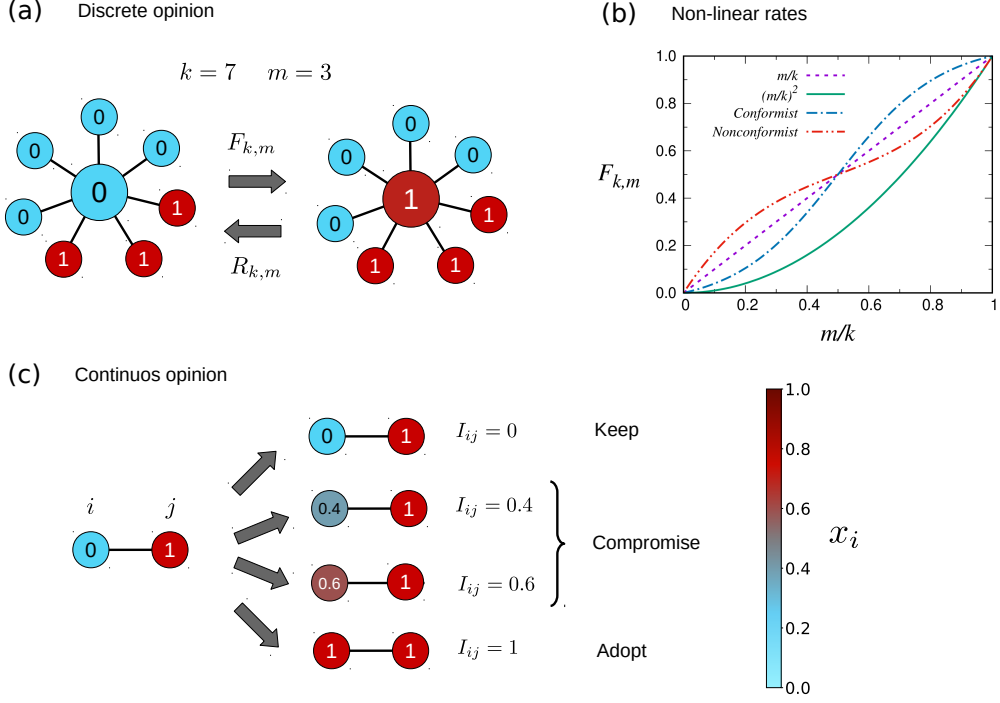 (a) Discrete opinion
k = 7 m = 3
0
0
0
0
0
1
1
1
F_{k,m}
R_{k,m}
0
0
0
0
1
1
1
1
(b) Non-linear rates
F_{k,m}
1.0
0.8
0.6
0.4
0.2
0.0
m/k
(m/k)^2
Conformist
Nonconformist
0 0.2 0.4 0.6 0.8 1
m/k
(c) Continuos opinion
i j
0 1
0 1 I_{ij} = 0 Keep
0.4 1 I_{ij} = 0.4
Compromise
0.6 1 I_{ij} = 0.6
1 1 I_{ij} = 1 Adopt
x_i
1.0
0.8
0.6
0.4
0.2
0.0